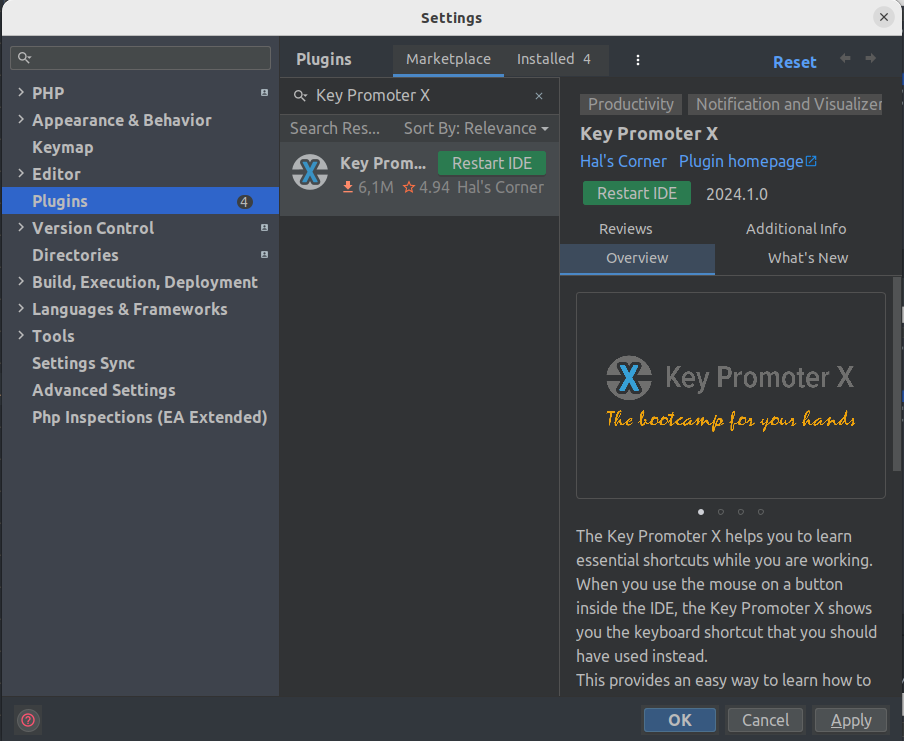 Settings
PHP
Appearance & Behavior
Keymap
Editor
Plugins 4
Version Control
Directories
Build, Execution, Deployment
Languages & Frameworks
Tools
Settings Sync
Advanced Settings
Php Inspections (EA Extended)
Plugins Marketplace Installed 4 Reset
Key Promoter X
Search Res... Sort By: Relevance
Key Prom... Restart IDE
6,1M 4.94 Hal's Corner
Productivity Notification and Visualizer
Key Promoter X
Hal's Corner Plugin homepage
Restart IDE 2024.1.0
Reviews Additional Info
Overview What's New
Key Promoter X
The bootcamp for your hands
The Key Promoter X helps you to learn
essential shortcuts while you are working.
When you use the mouse on a button
inside the IDE, the Key Promoter X shows
you the keyboard shortcut that you should
have used instead.
This provides an easy way to learn how to
OK Cancel Apply